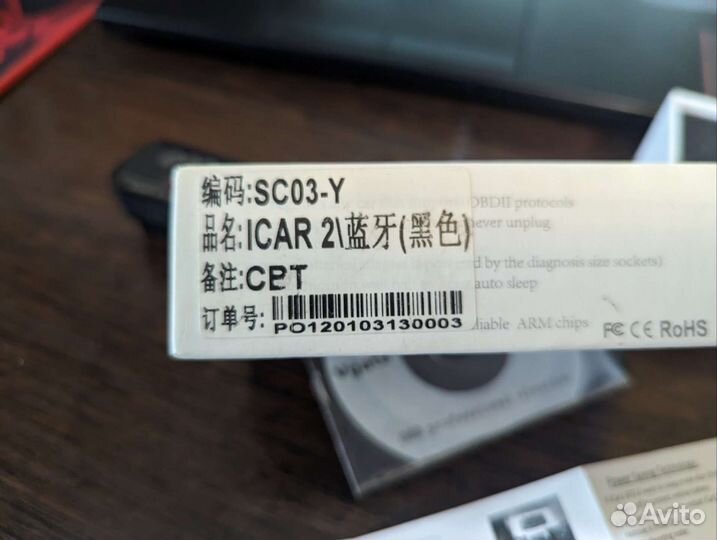 编码:SC03-Y
品名:ICAR 2\蓝牙(黑色)
备注:CBT
订单号:
PO120103130003
OBDII protocols
never unplug
by the diagnosis size sockets)
auto sleep
liable ARM chips
FC CE RoHS
Avito